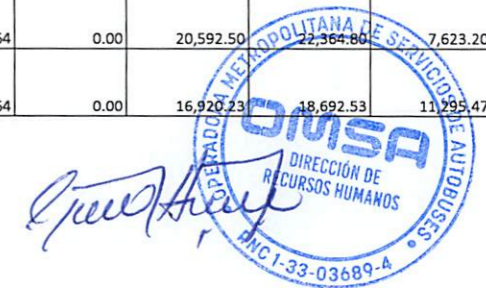 64 0.00 20,592.50 22,364.80 7,623.20
64 0.00 16,920.23 18,692.53 11,295.47
OPERADORA METROPOLITANA DE SERVICIOS DE AUTOBUSES
OMSA
DIRECCIÓN DE
RECURSOS HUMANOS
RNC 1-33-03689-4